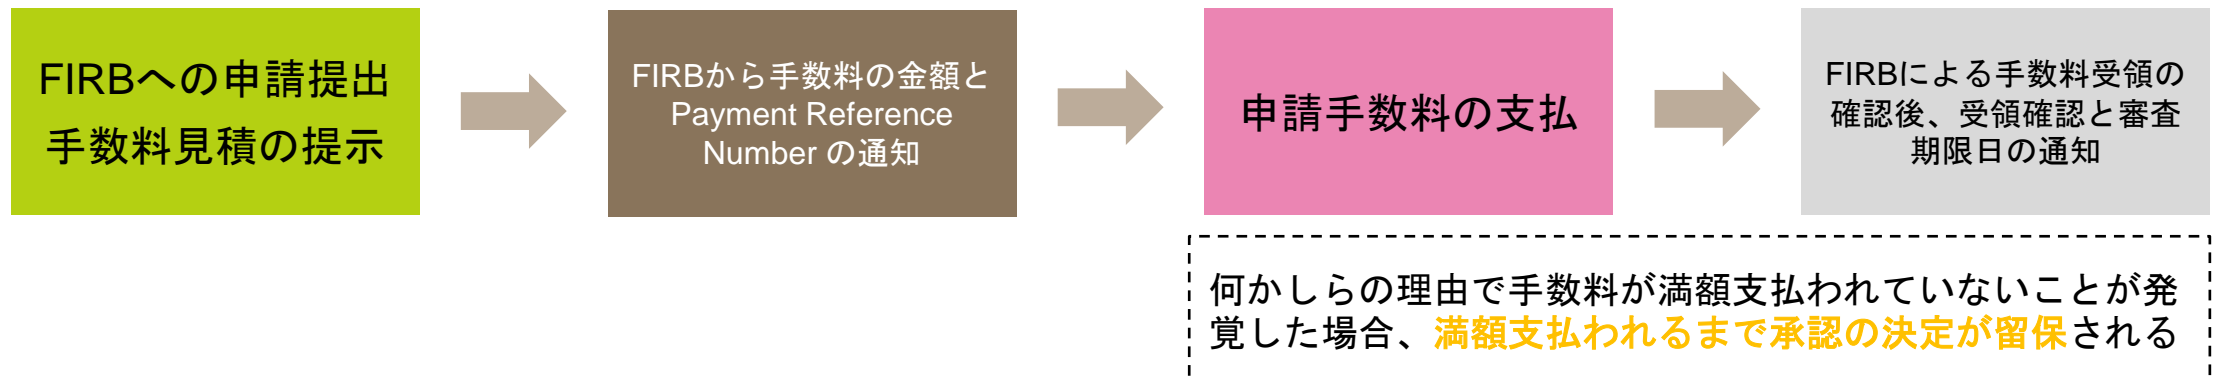 FIRBへの申請提出
手数料見積の提示
FIRBから手数料の金額と
Payment Reference
Number の通知
申請手数料の支払
FIRBによる手数料受領の
確認後、受領確認と審査
期限日の通知
何かしらの理由で手数料が満額支払われていないことが発
覚した場合、満額支払われるまで承認の決定が留保される